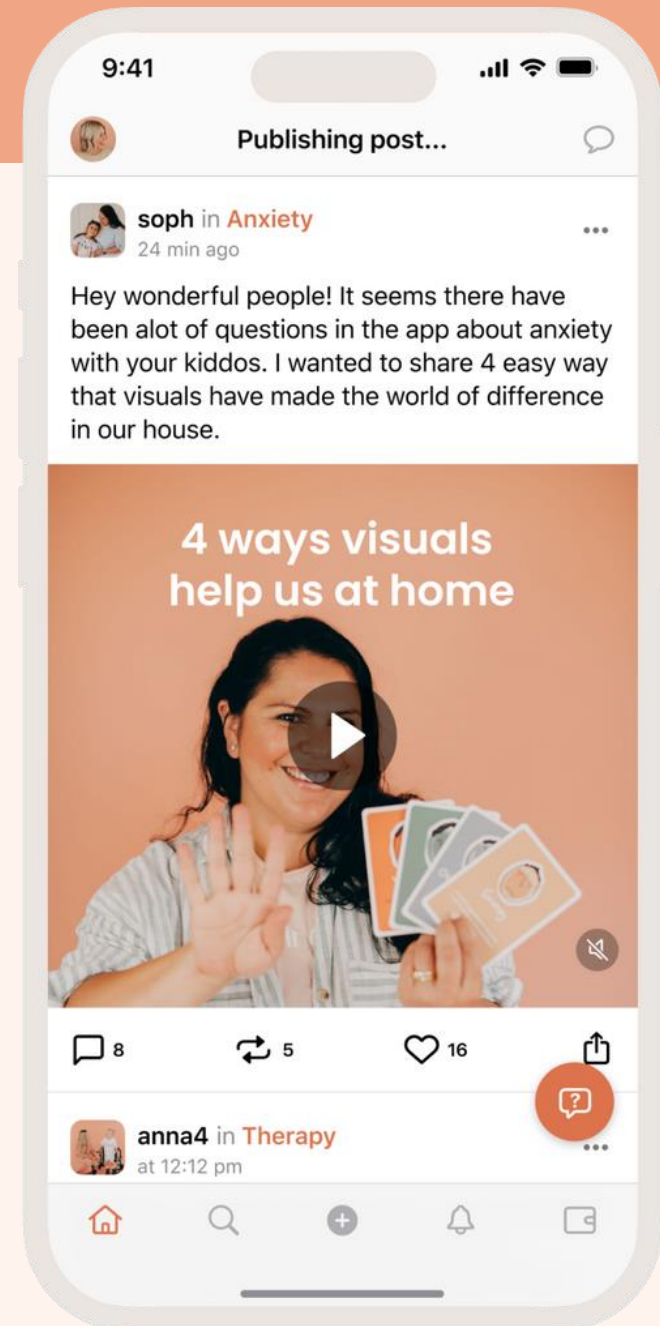 9:41
Publishing post...
soph in Anxiety
24 min ago
Hey wonderful people! It seems there have
been alot of questions in the app about anxiety
with your kiddos. I wanted to share 4 easy way
that visuals have made the world of difference
in our house.
4 ways visuals
help us at home
8
5
16
?
anna4 in Therapy
at 12:12 pm